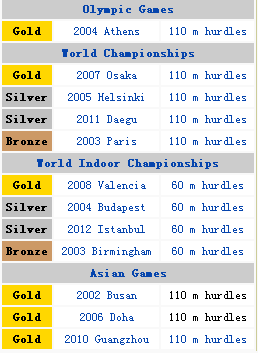 Olympic Games
Gold 2004 Athens 110 m hurdles
World Championships
Gold 2007 Osaka 110 m hurdles
Silver 2005 Helsinki 110 m hurdles
Silver 2011 Daegu 110 m hurdles
Bronze 2003 Paris 110 m hurdles
World Indoor Championships
Gold 2008 Valencia 60 m hurdles
Silver 2004 Budapest 60 m hurdles
Silver 2012 Istanbul 60 m hurdles
Bronze 2003 Birmingham 60 m hurdles
Asian Games
Gold 2002 Busan 110 m hurdles
Gold 2006 Doha 110 m hurdles
Gold 2010 Guangzhou 110 m hurdles